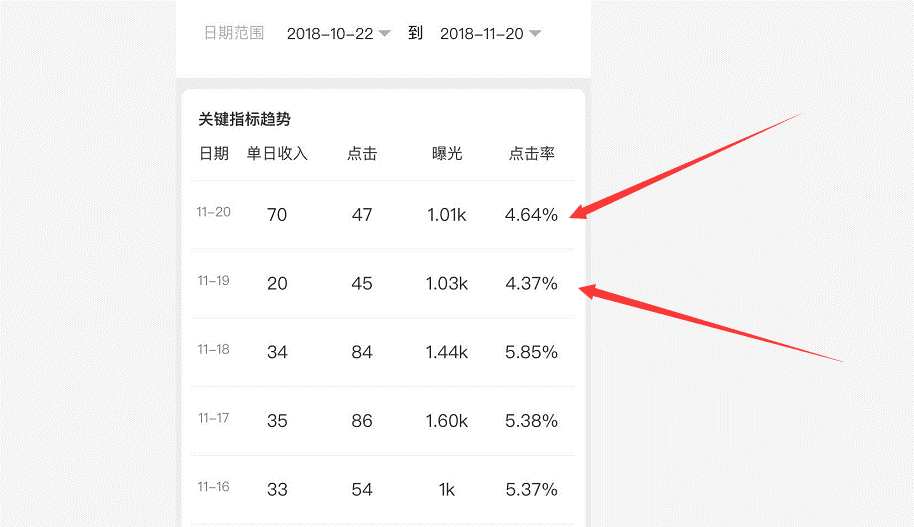 日期范围 2018-10-22 到 2018-11-20
关键指标趋势
日期 单日收入 点击 曝光 点击率
11-20 70 47 1.01k 4.64%
11-19 20 45 1.03k 4.37%
11-18 34 84 1.44k 5.85%
11-17 35 86 1.60k 5.38%
11-16 33 54 1k 5.37%